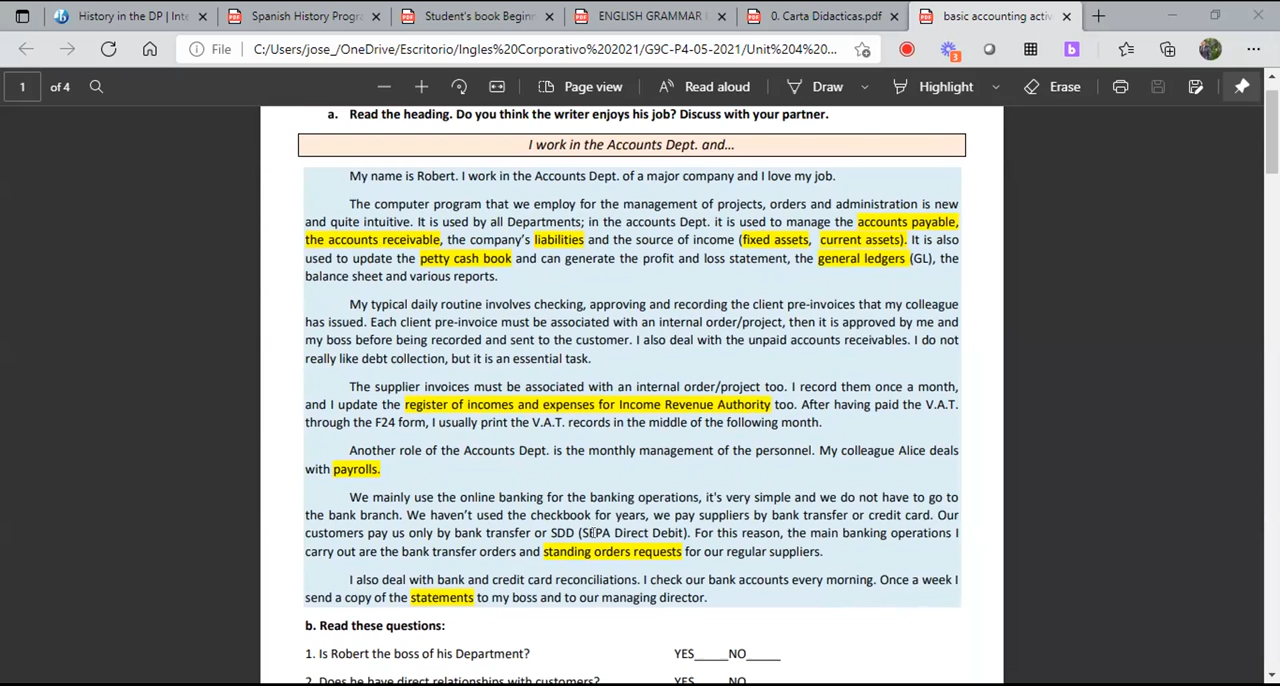 History in the DP | Inte
Spanish History Progra
Student's book Beginn
ENGLISH GRAMMAR
0. Carta Didacticas.pdf
basic accounting activ
File
C:/Users/jose_/OneDrive/Escritorio/Ingles%20Corporativo%202021/G9C-P4-05-2021/Unit%204%20...
3
1 of 4
Page view
Read aloud
Draw
Highlight
Erase
a. Read the heading. Do you think the writer enjoys his job? Discuss with your partner.
I work in the Accounts Dept. and...
My name is Robert. I work in the Accounts Dept. of a major company and I love my job.
The computer program that we employ for the management of projects, orders and administration is new
and quite intuitive. It is used by all Departments; in the accounts Dept. it is used to manage the accounts payable,
the accounts receivable, the company's liabilities and the source of income (fixed assets, current assets). It is also
used to update the petty cash book and can generate the profit and loss statement, the general ledgers (GL), the
balance sheet and various reports.
My typical daily routine involves checking, approving and recording the client pre-invoices that my colleague
has issued. Each client pre-invoice must be associated with an internal order/project, then it is approved by me and
my boss before being recorded and sent to the customer. I also deal with the unpaid accounts receivables. I do not
really like debt collection, but it is an essential task.
The supplier invoices must be associated with an internal order/project too. I record them once a month,
and I update the register of incomes and expenses for Income Revenue Authority too. After having paid the V.A.T.
through the F24 form, I usually print the V.A.T. records in the middle of the following month.
Another role of the Accounts Dept. is the monthly management of the personnel. My colleague Alice deals
with payrolls.
We mainly use the online banking for the banking operations, it's very simple and we do not have to go to
the bank branch. We haven't used the checkbook for years, we pay suppliers by bank transfer or credit card. Our
customers pay us only by bank transfer or SDD (SEPA Direct Debit). For this reason, the main banking operations I
carry out are the bank transfer orders and standing orders requests for our regular suppliers.
I also deal with bank and credit card reconciliations. I check our bank accounts every morning. Once a week I
send a copy of the statements to my boss and to our managing director.
b. Read these questions:
1. Is Robert the boss of his Department? YES_____NO_____
2. Does he have direct relationships with customers? YES NO